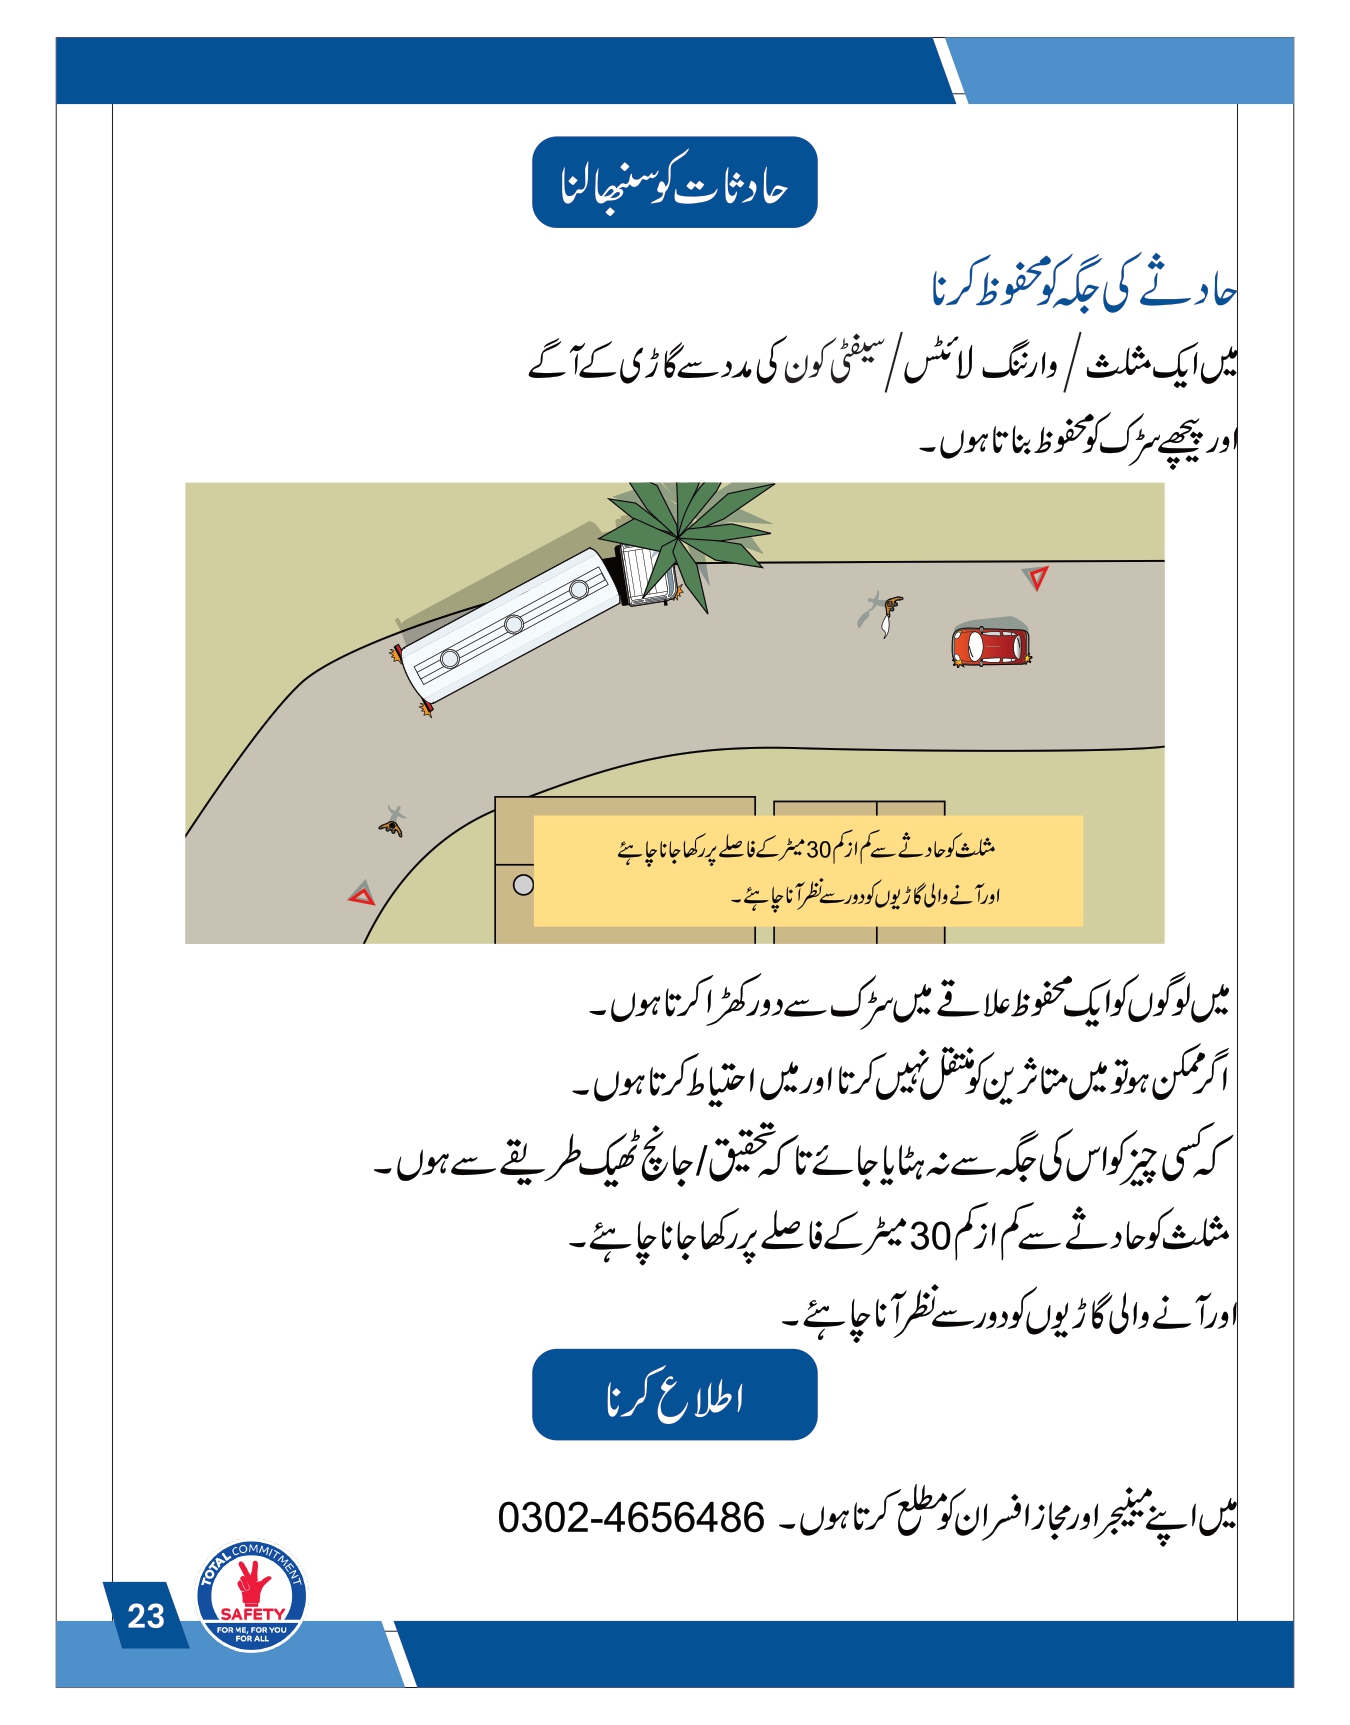 حادثات کو سنبھالنا
حادثے کی جگہ کو محفوظ کرنا
میں ایک مثلث / وارننگ لائٹس / سیفٹی کون کی مدد سے گاڑی کے آگے
اور پیچھے سڑک کو محفوظ بناتا ہوں۔
مثلث کو حادثے سے کم از کم 30 میٹر کے فاصلے پر رکھا جانا چاہئے
اور آنے والی گاڑیوں کو دور سے نظر آنا چاہئے۔
میں لوگوں کو ایک محفوظ علاقے میں سڑک سے دور کھڑا کرتا ہوں۔
اگر ممکن ہو تو میں متاثرین کو منتقل نہیں کرتا اور میں احتیاط کرتا ہوں۔
کہ کسی چیز کو اس کی جگہ سے نہ ہٹایا جائے تاکہ تحقیق/جانچ ٹھیک طریقے سے ہوں۔
مثلث کو حادثے سے کم از کم 30 میٹر کے فاصلے پر رکھا جانا چاہئے۔
اور آنے والی گاڑیوں کو دور سے نظر آنا چاہئے۔
اطلاع کرنا
میں اپنے مینیجر اور مجاز افسران کو مطلع کرتا ہوں۔ 0302-4656486
TOTAL COMMITMENT
SAFETY
FOR ME, FOR YOU
FOR ALL
23